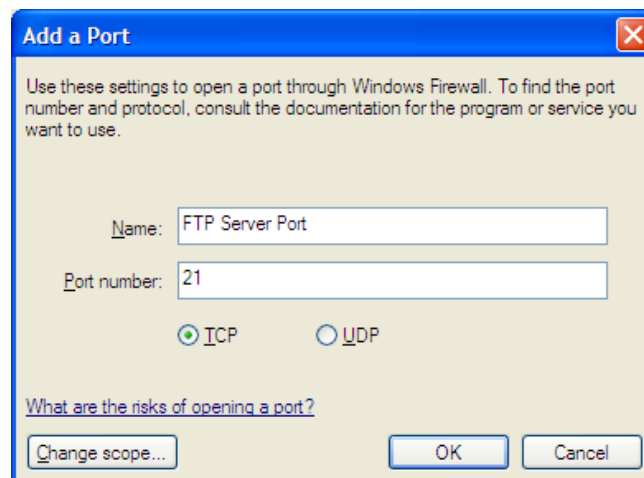 Add a Port
Use these settings to open a port through Windows Firewall. To find the port
number and protocol, consult the documentation for the program or service you
want to use.
Name: FTP Server Port
Port number: 21
TCP UDP
What are the risks of opening a port?
Change scope... OK Cancel